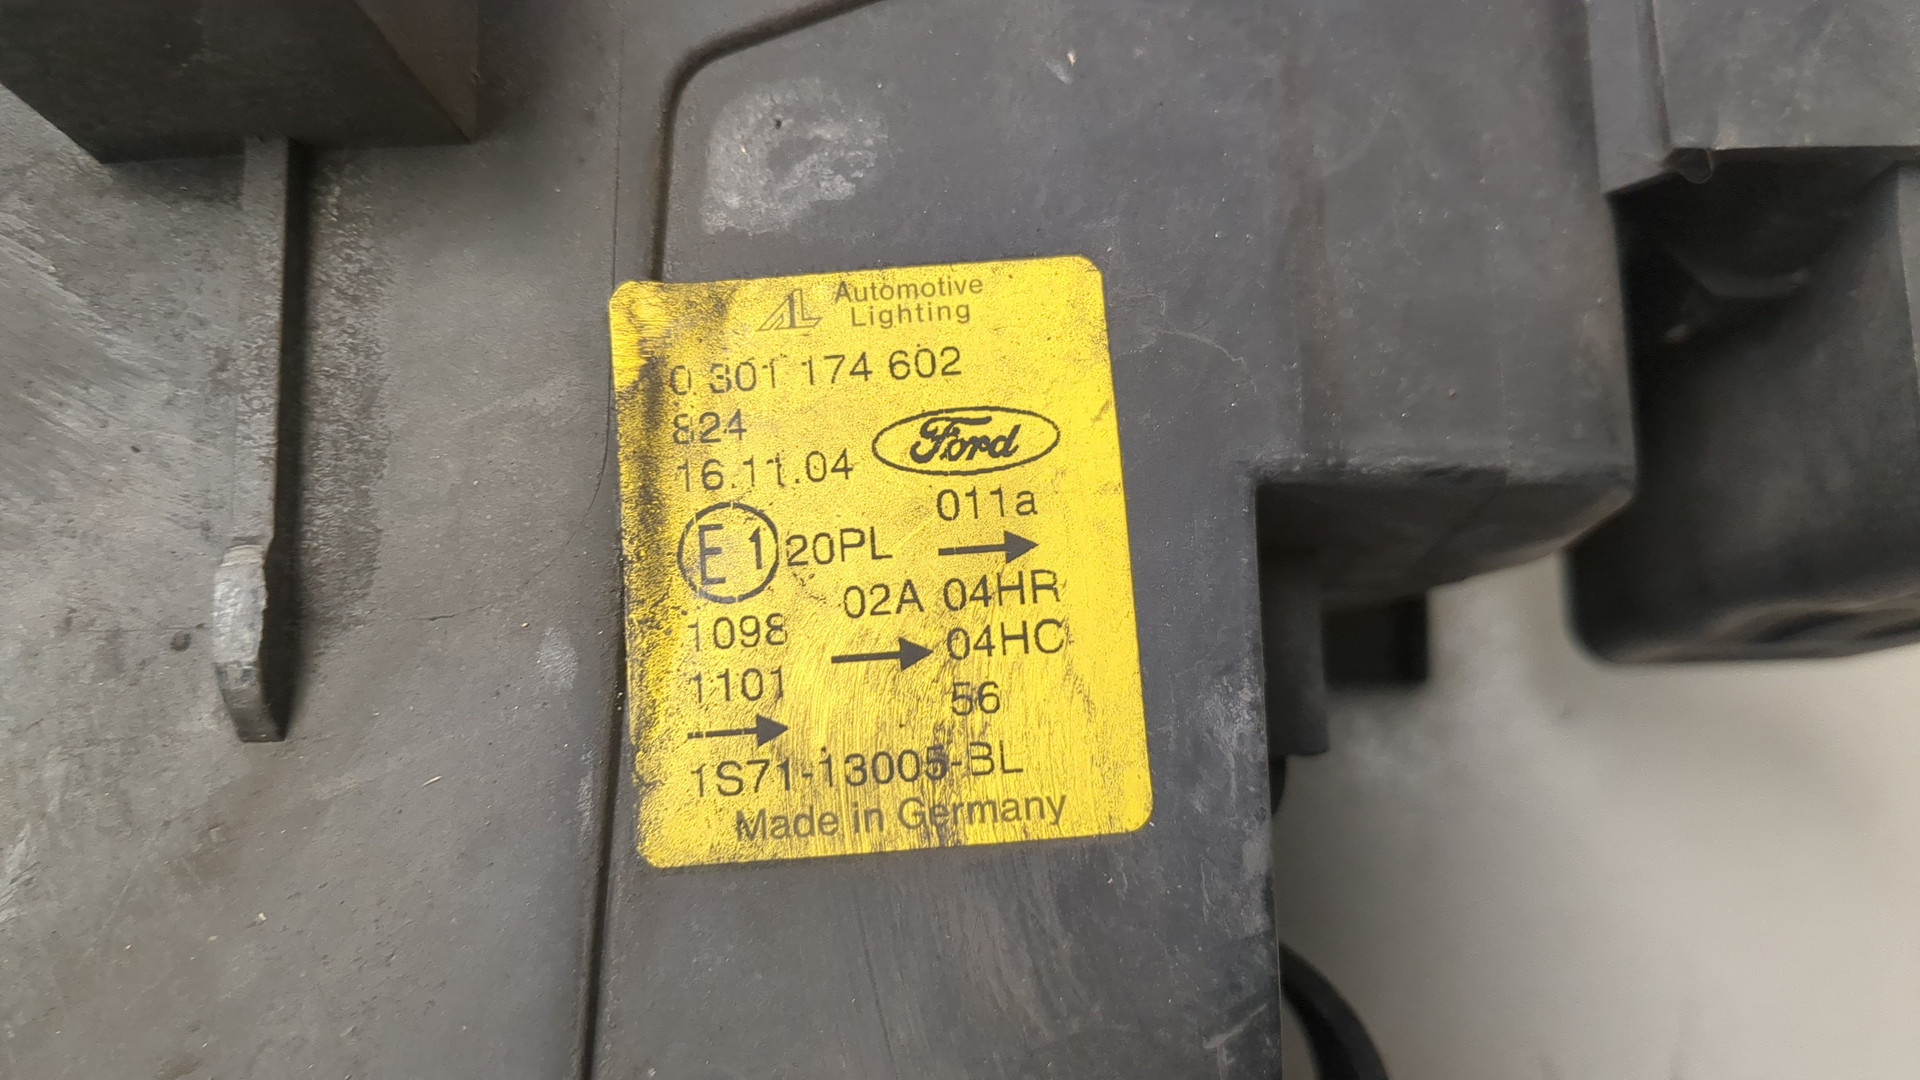 AL Automotive
Lighting
0 301 174 602
824
Ford
16.11.04
011a
E1 20PL →
02A 04HR
1098 → 04HC
1101 56
→
1S71-13005-BL
Made in Germany